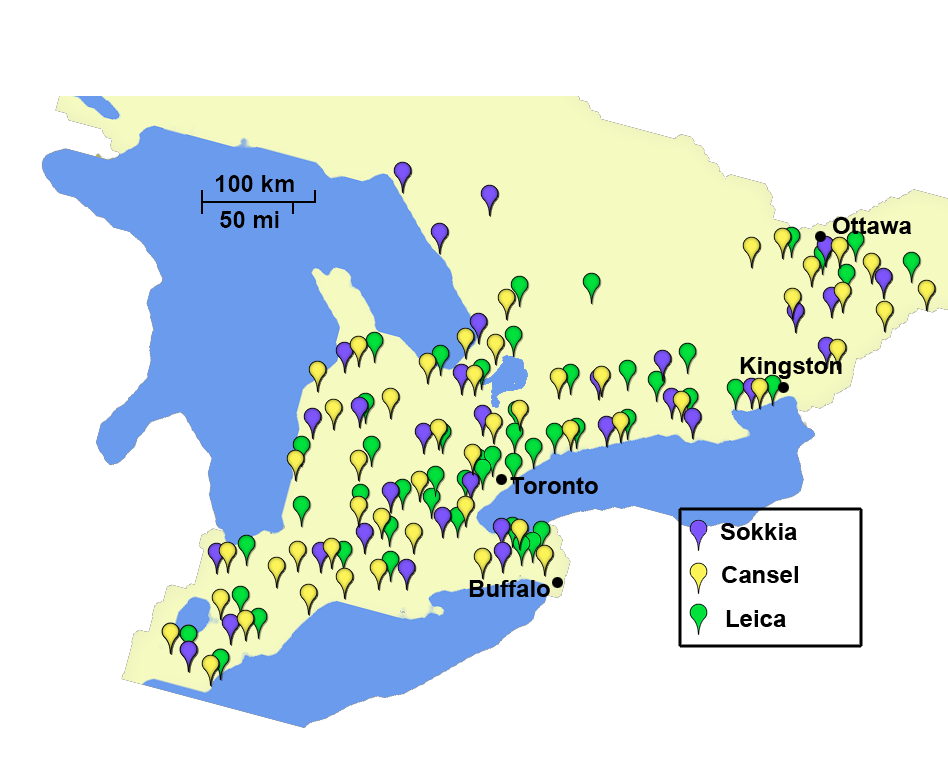 100 km
50 mi
Ottawa
Kingston
Toronto
Sokkia
Cansel
Buffalo
Leica